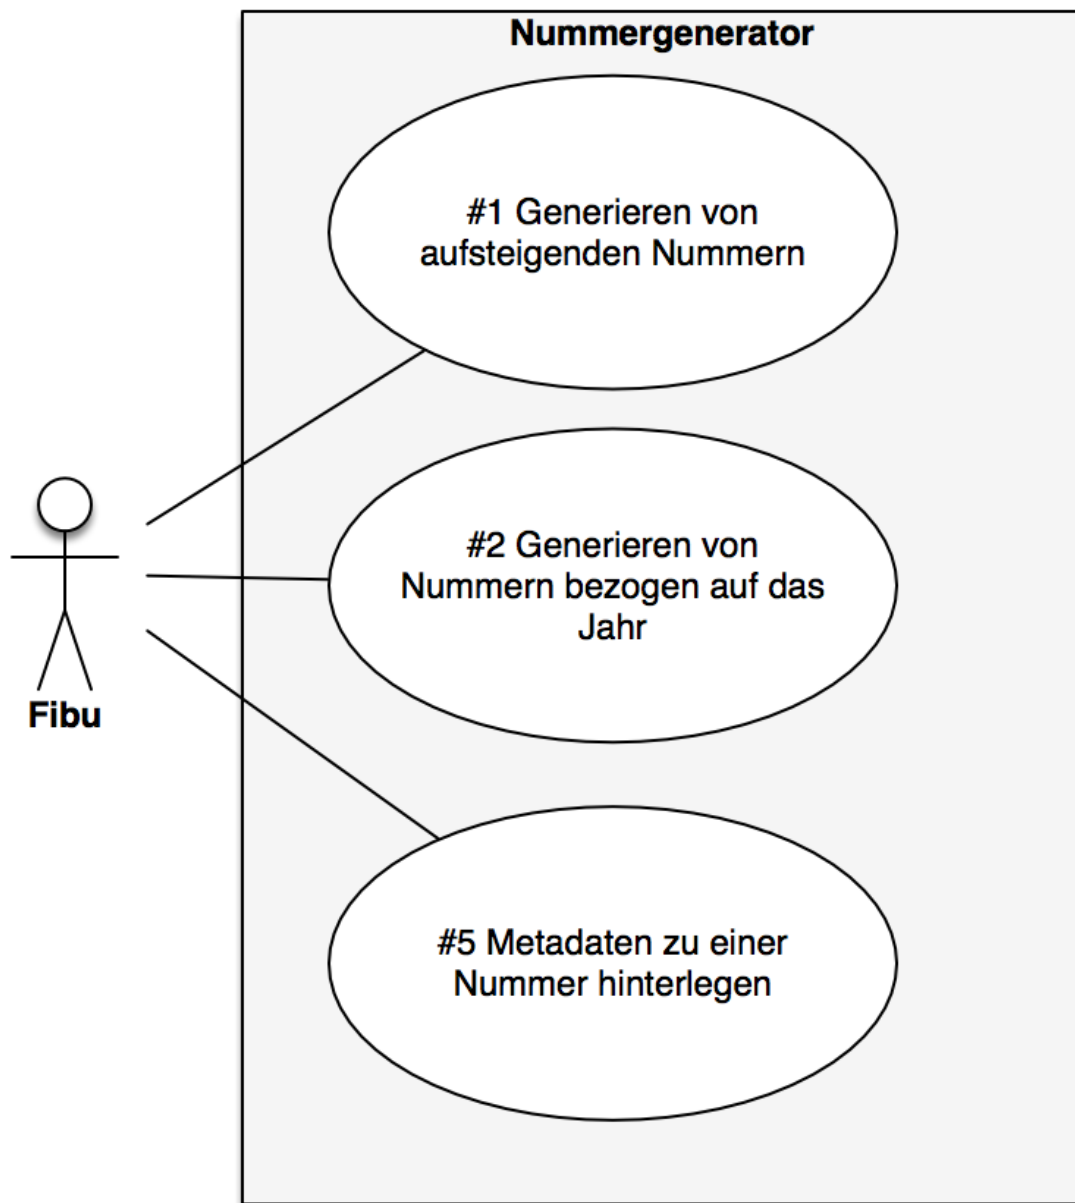 Nummergenerator
#1 Generieren von
aufsteigenden Nummern
#2 Generieren von
Nummern bezogen auf das
Jahr
Fibu
#5 Metadaten zu einer
Nummer hinterlegen